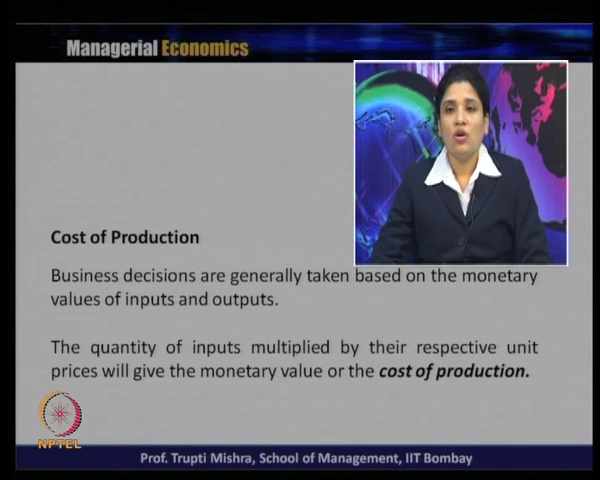 Managerial Economics
Cost of Production
Business decisions are generally taken based on the monetary
values of inputs and outputs.
The quantity of inputs multiplied by their respective unit
prices will give the monetary value or the cost of production.
NPTEL
Prof. Trupti Mishra, School of Management, IIT Bombay